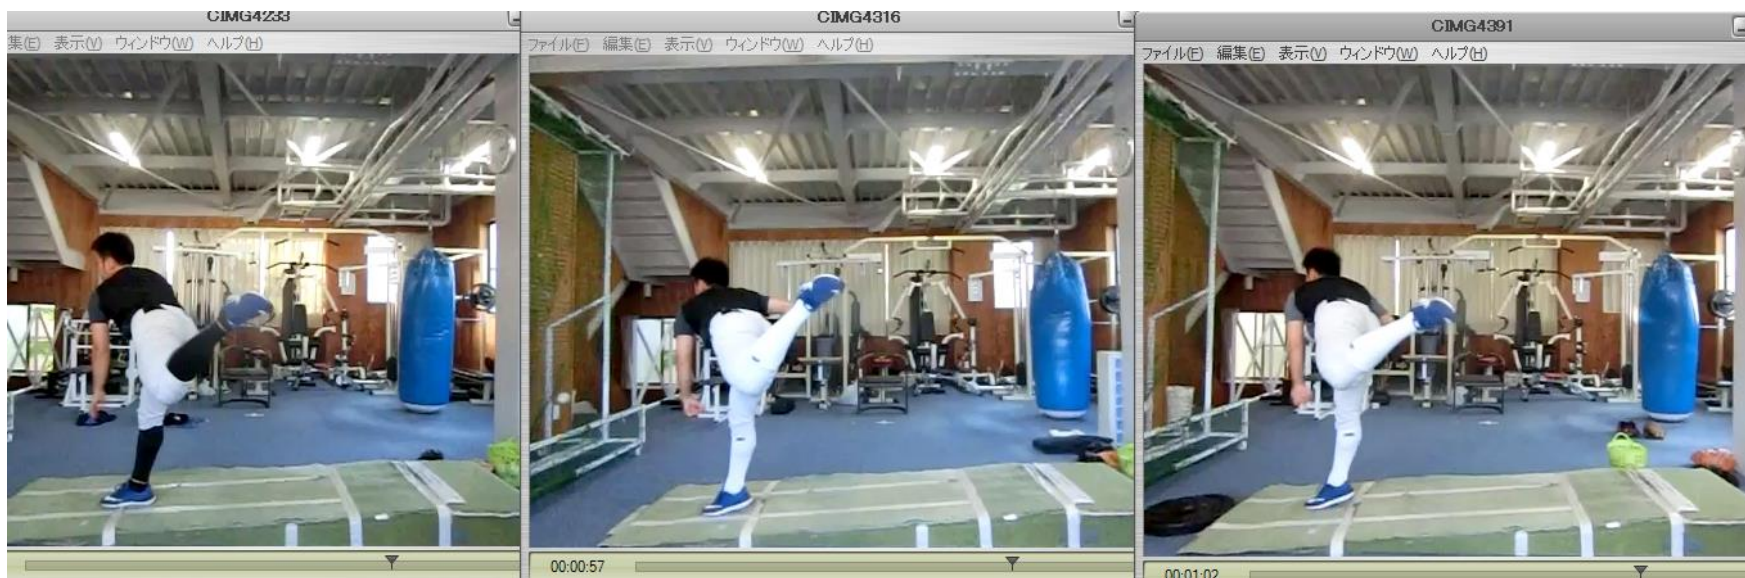 CIMG4233
集(E) 表示(V) ウィンドウ(W) ヘルプ(H)
CIMG4316
ファイル(F) 編集(E) 表示(V) ウィンドウ(W) ヘルプ(H)
00:00:57
CIMG4391
ファイル(F) 編集(E) 表示(V) ウィンドウ(W) ヘルプ(H)
00:01:02